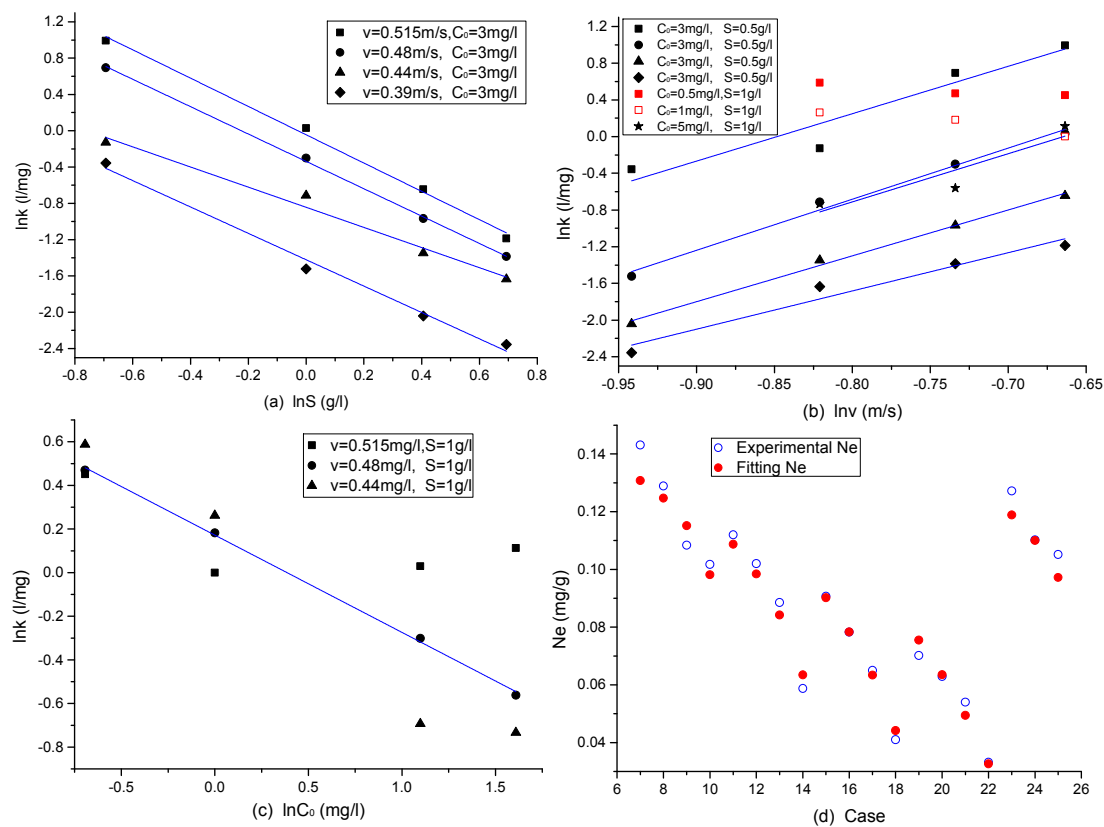 1.2
0.8
0.4
0.0
-0.4
-0.8
-1.2
-1.6
-2.0
-2.4
lnk (l/mg)
v=0.515m/s,C₀=3mg/l
v=0.48m/s, C₀=3mg/l
v=0.44m/s, C₀=3mg/l
v=0.39m/s, C₀=3mg/l
-0.8 -0.6 -0.4 -0.2 0.0 0.2 0.4 0.6 0.8
(a) lnS (g/l)
1.2
0.8
0.4
0.0
-0.4
-0.8
-1.2
-1.6
-2.0
-2.4
lnk (l/mg)
C₀=3mg/l, S=0.5g/l
C₀=3mg/l, S=0.5g/l
C₀=3mg/l, S=0.5g/l
C₀=3mg/l, S=0.5g/l
C₀=0.5mg/l,S=1g/l
C₀=1mg/l, S=1g/l
C₀=5mg/l, S=1g/l
-0.95 -0.90 -0.85 -0.80 -0.75 -0.70 -0.65
(b) lnv (m/s)
0.6
0.4
0.2
0.0
-0.2
-0.4
-0.6
-0.8
lnk (l/mg)
v=0.515mg/l,S=1g/l
v=0.48mg/l, S=1g/l
v=0.44mg/l, S=1g/l
-0.5 0.0 0.5 1.0 1.5
(c) lnC₀ (mg/l)
0.14
0.12
0.10
0.08
0.06
0.04
Ne (mg/g)
Experimental Ne
Fitting Ne
6 8 10 12 14 16 18 20 22 24 26
(d) Case